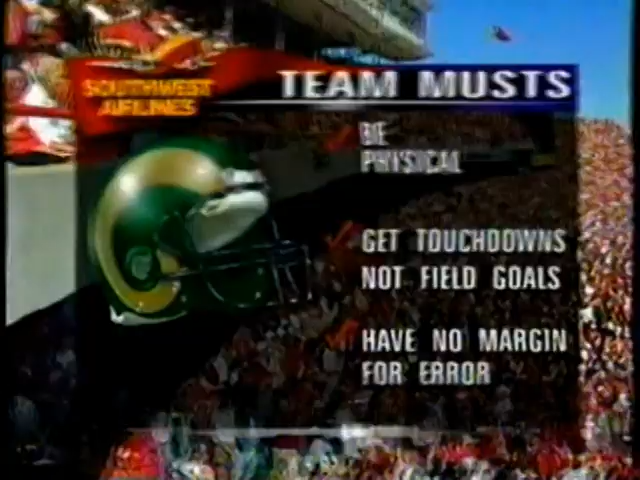 SOUTHWEST
AIRLINES
TEAM MUSTS
BE
PHYSICAL
GET TOUCHDOWNS
NOT FIELD GOALS
HAVE NO MARGIN
FOR ERROR